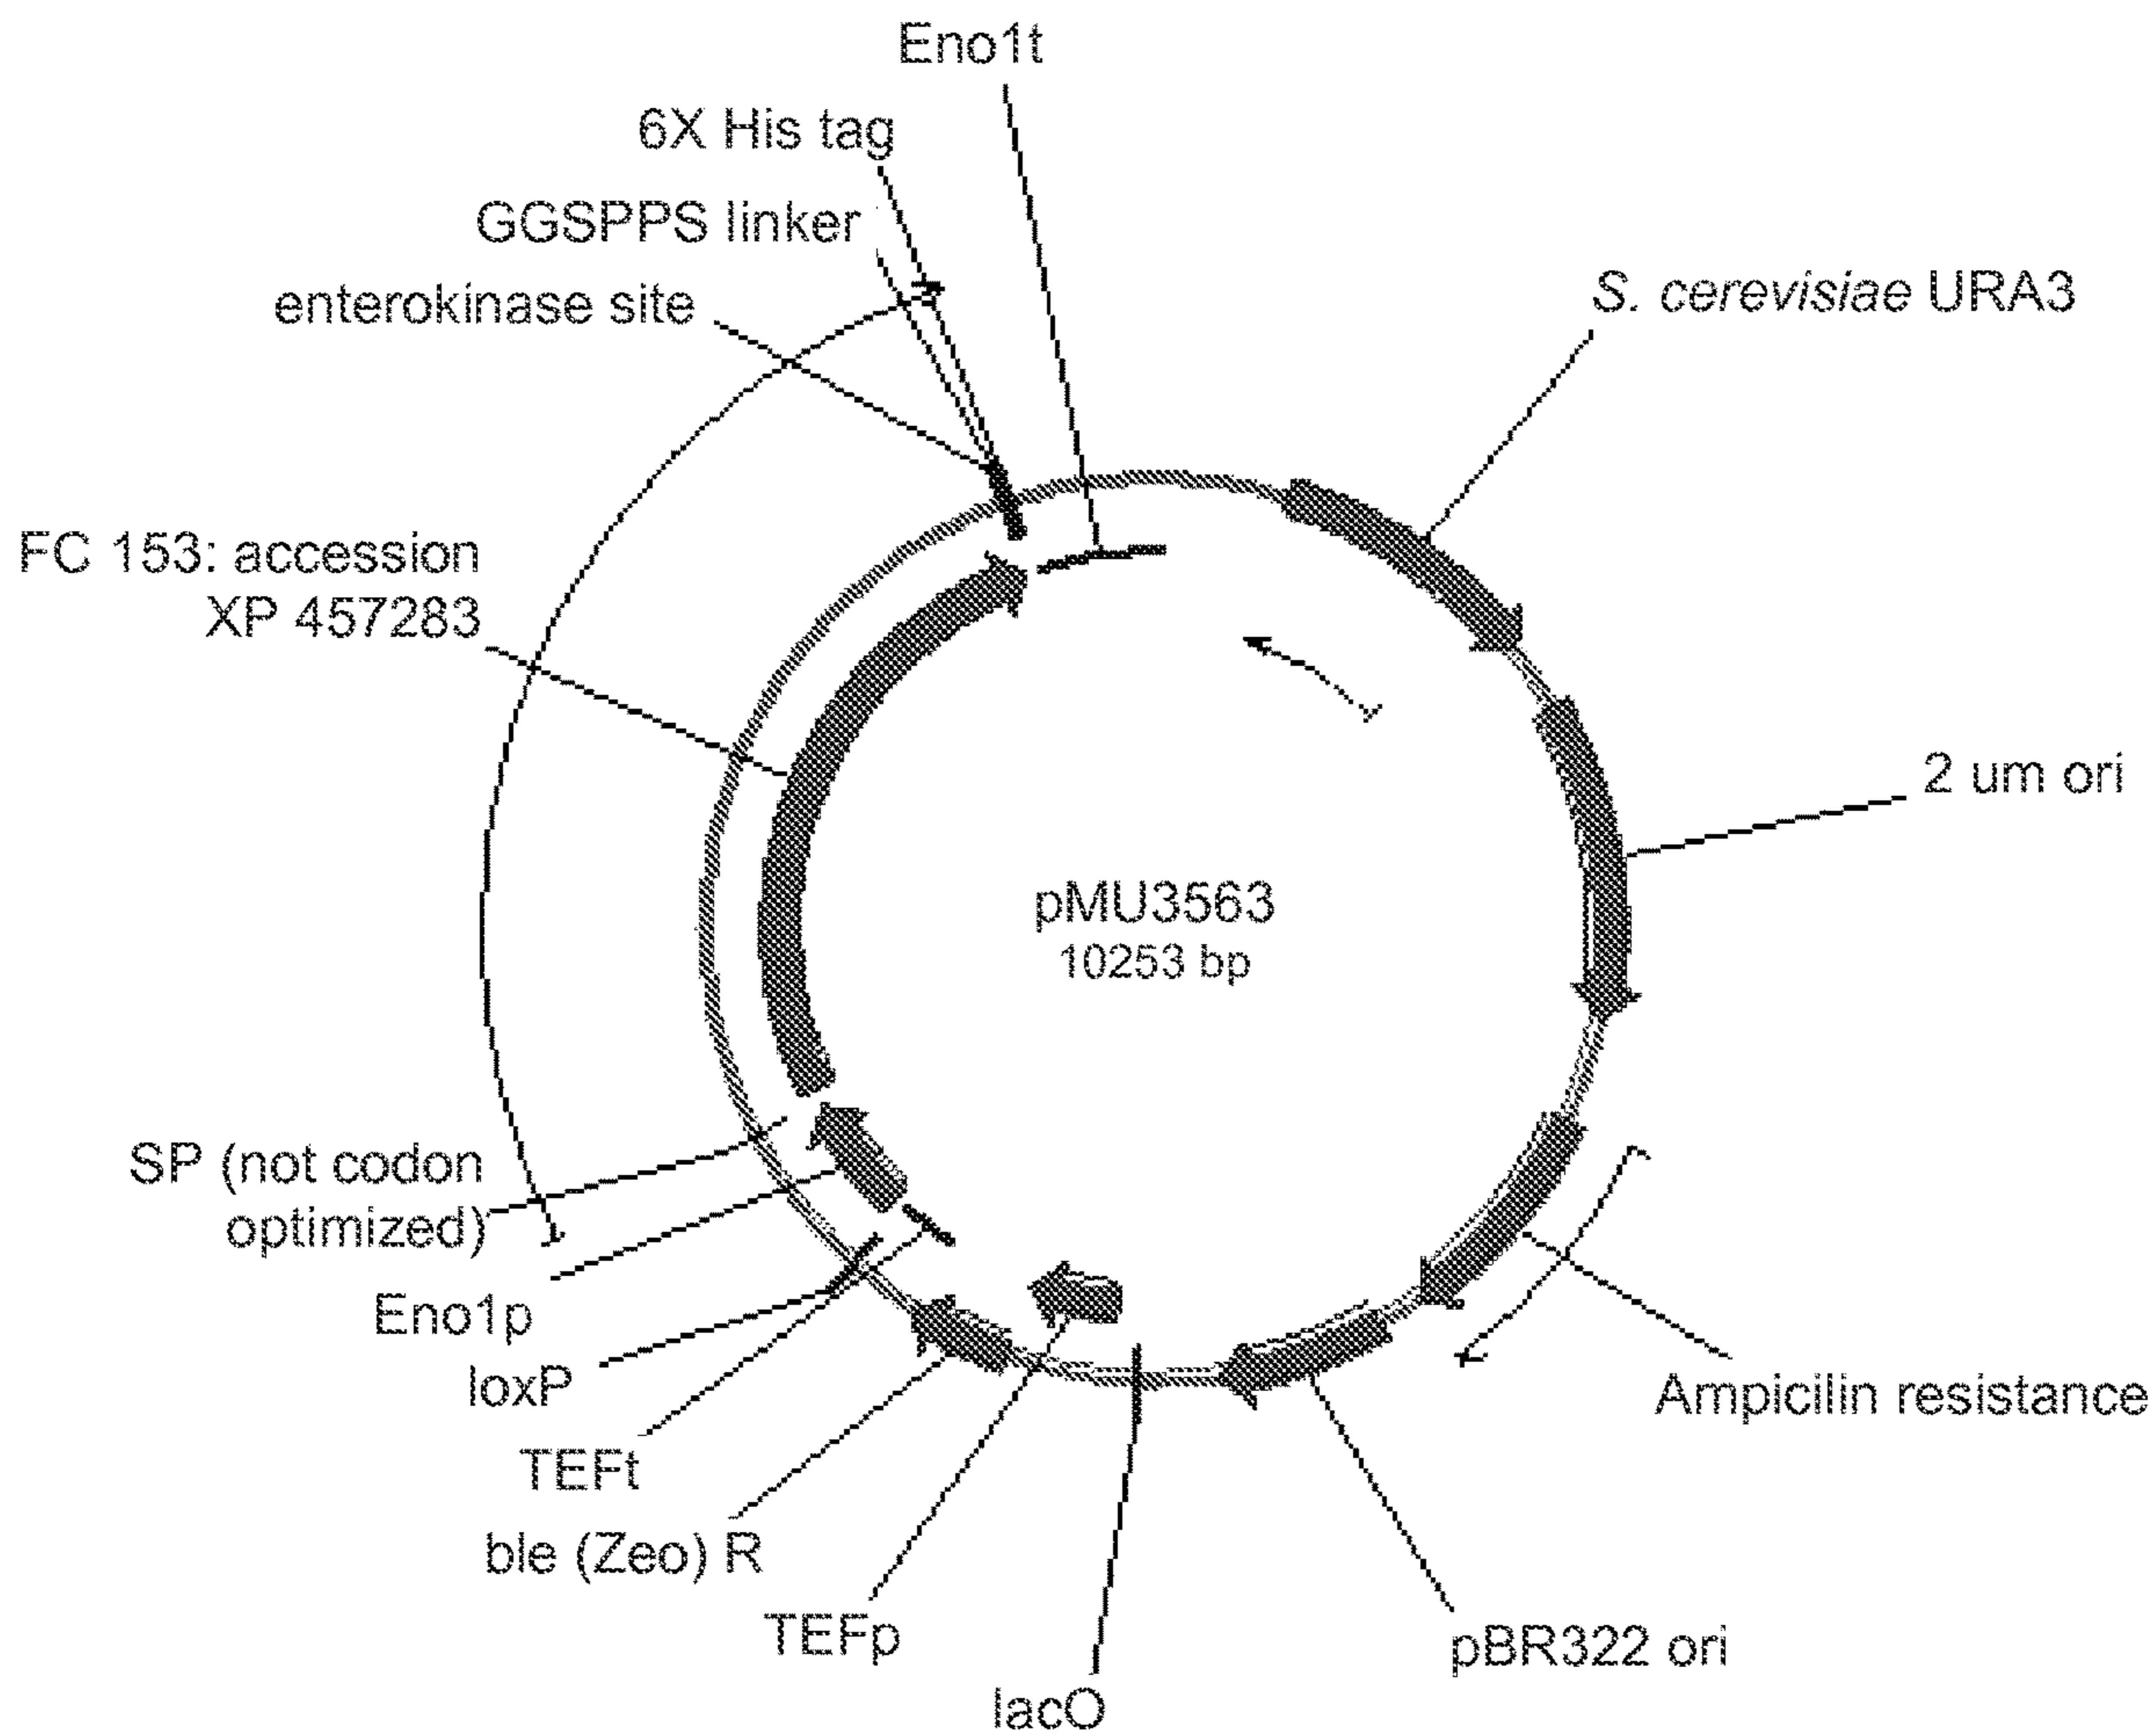 Eno1t
6X His tag
GGSPPS linker
enterokinase site
S. cerevisiae URA3
FC 153: accession
XP 457283
2 um ori
pMU3563
10253 bp
SP (not codon
optimized)
Eno1p
loxP
TEFt
ble (Zeo) R
TEFp
lacO
pBR322 ori
Ampicilin resistance